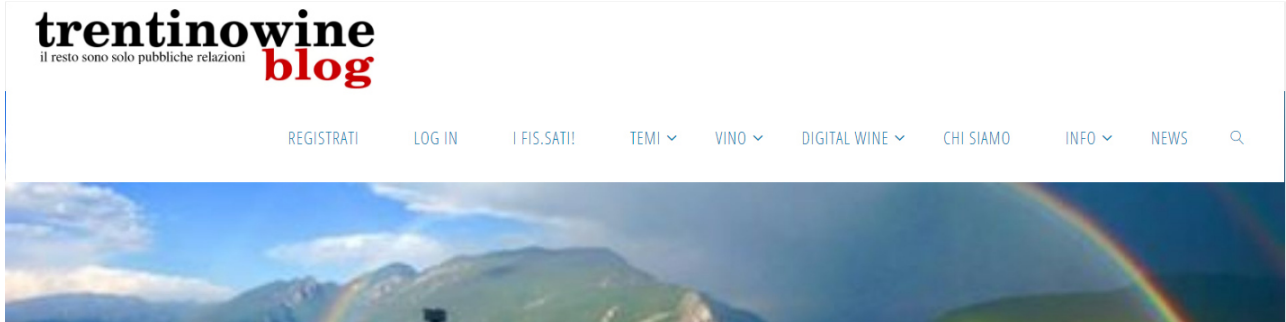 trentinowine
il resto sono solo pubbliche relazioni
blog
REGISTRATI LOG IN I FIS.SATI! TEMI VINO DIGITAL WINE CHI SIAMO INFO NEWS